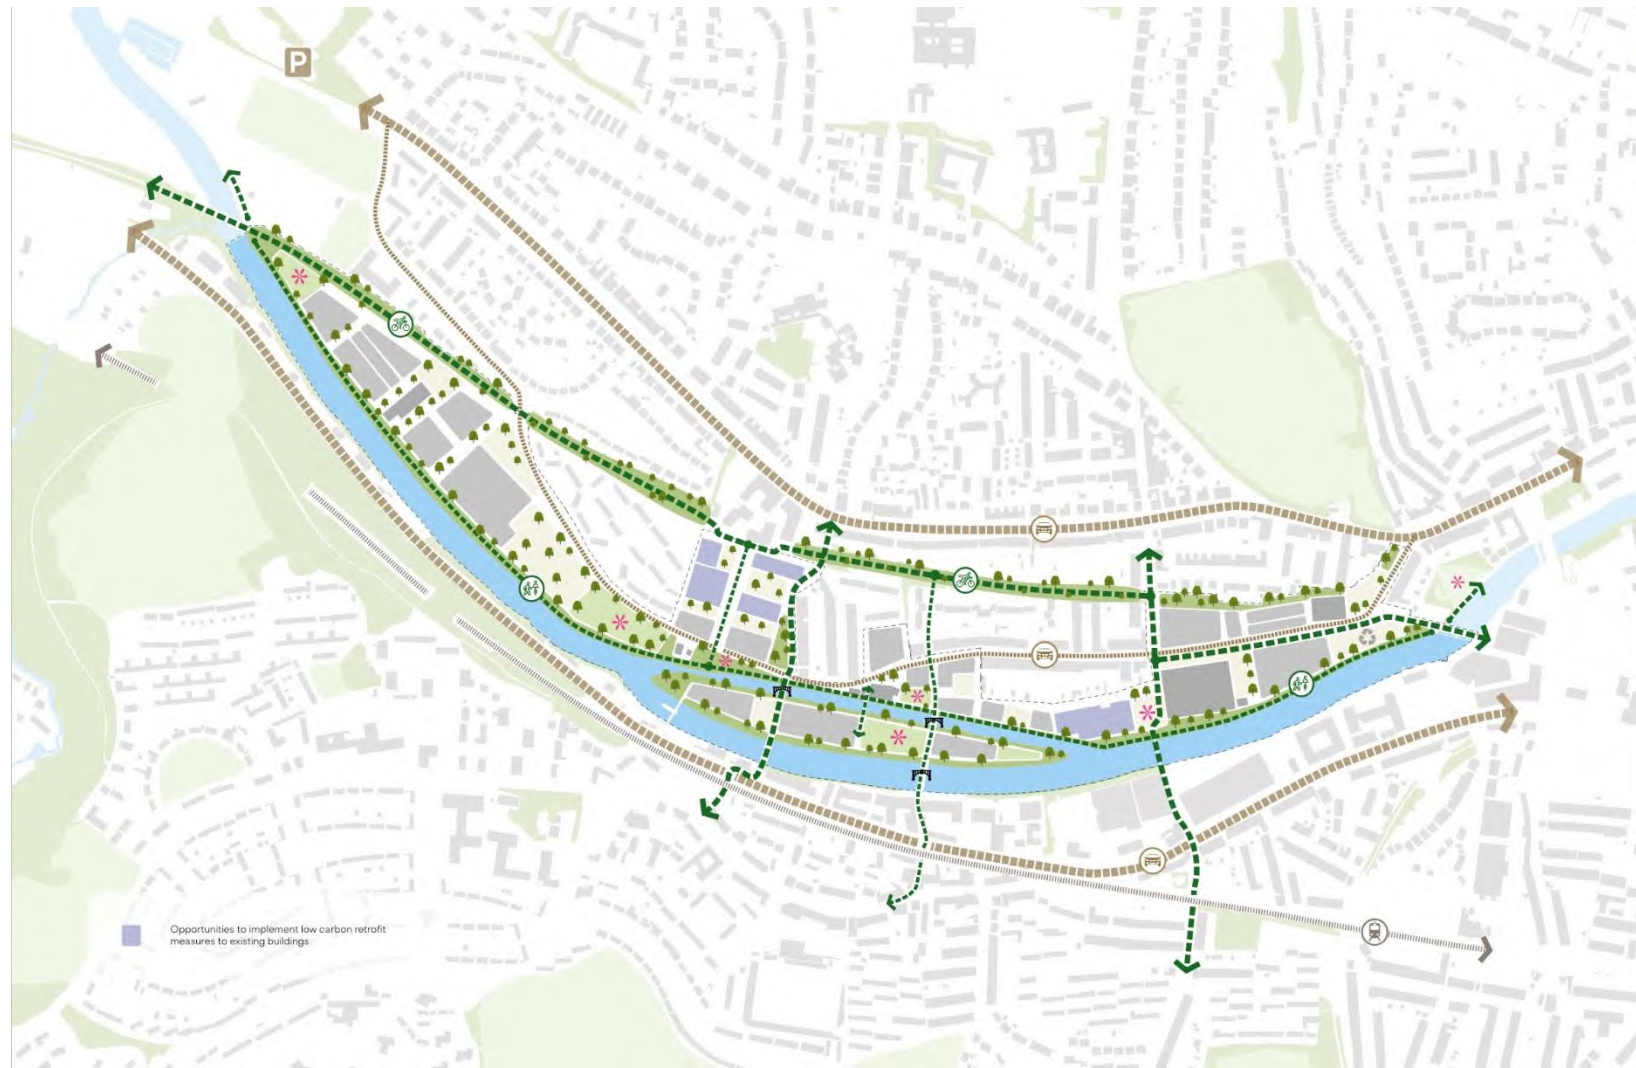 P
Opportunities to implement low carbon retrofit
measures to existing buildings